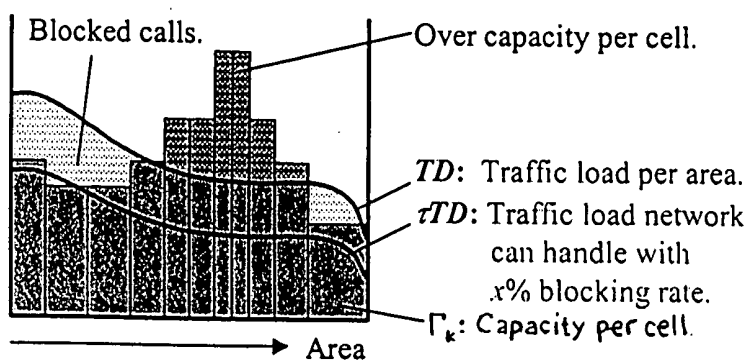 Blocked calls.
Over capacity per cell.
TD: Traffic load per area.
τTD: Traffic load network
can handle with
x% blocking rate.
Γk: Capacity per cell.
Area